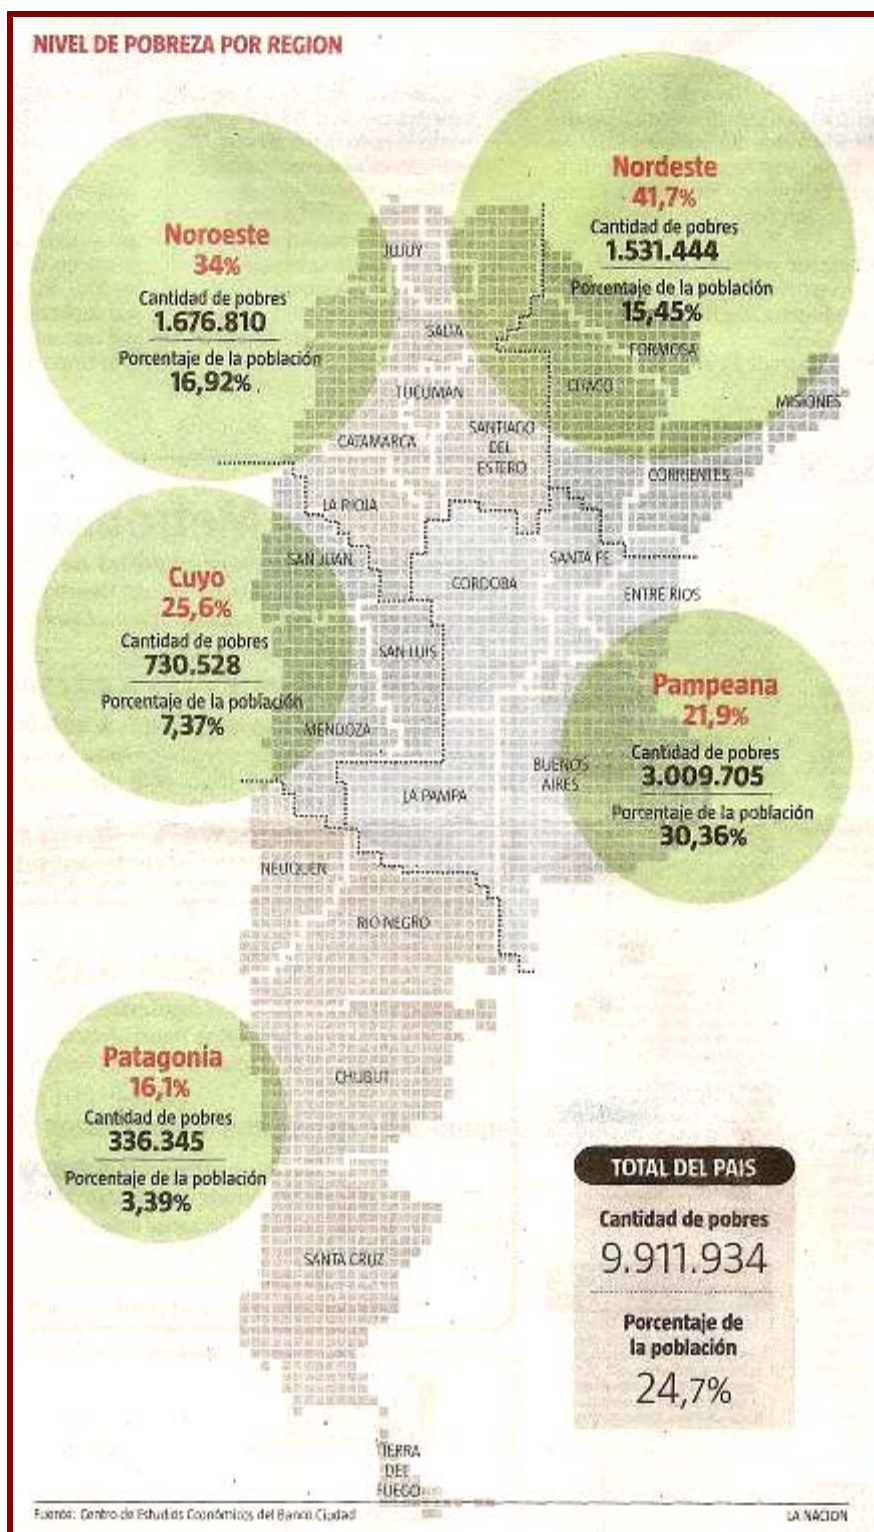 NIVEL DE POBREZA POR REGION
Nordeste
41,7%
Cantidad de pobres
1.531.444
Porcentaje de la población
15,45%
Noroeste
34%
Cantidad de pobres
1.676.810
Porcentaje de la población
16,92%
JUJUY
SALTA
FORMOSA
TUCUMAN
CHACO
MISIONES
CATAMARCA
SANTIAGO
DEL
ESTERO
CORRIENTES
LA RIOJA
SAN JUAN
SANTA FE
CORDOBA
ENTRE RIOS
Cuyo
25,6%
Cantidad de pobres
730.528
Porcentaje de la población
7,37%
SAN LUIS
MENDOZA
Pampeana
21,9%
Cantidad de pobres
3.009.705
Porcentaje de la población
30,36%
BUENOS
AIRES
LA PAMPA
NEUQUEN
RIO NEGRO
Patagonia
16,1%
Cantidad de pobres
336.345
Porcentaje de la población
3,39%
CHUBUT
SANTA CRUZ
TOTAL DEL PAIS
Cantidad de pobres
9.911.934
Porcentaje de
la población
24,7%
TIERRA
DEL
FUEGO
Fuente: Centro de Estudios Económicos del Banco Ciudad
LA NACION